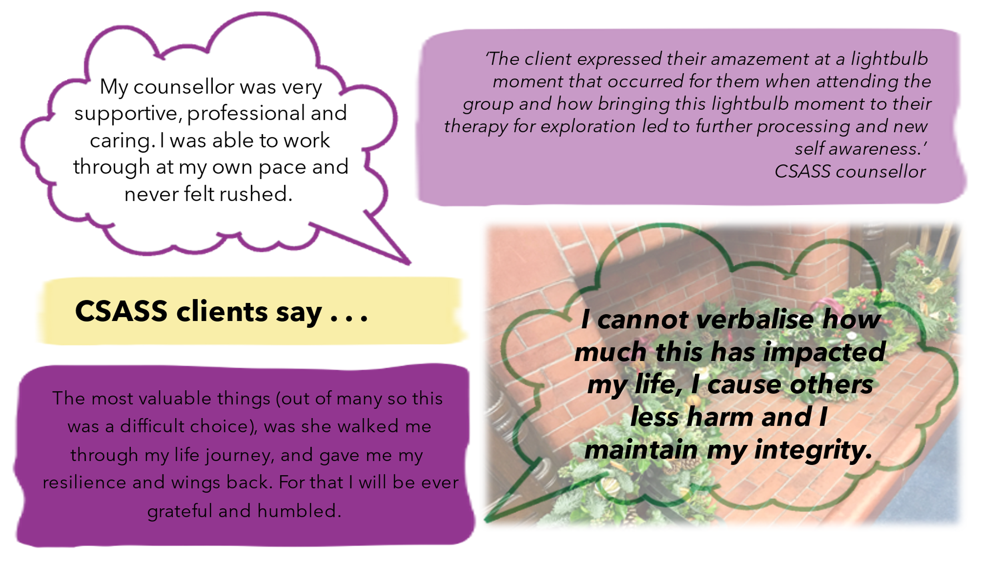 My counsellor was very
supportive, professional and
caring. I was able to work
through at my own pace and
never felt rushed.
‘The client expressed their amazement at a lightbulb
moment that occurred for them when attending the
group and how bringing this lightbulb moment to their
therapy for exploration led to further processing and new
self awareness.’
CSASS counsellor
CSASS clients say . . .
The most valuable things (out of many so this
was a difficult choice), was she walked me
through my life journey, and gave me my
resilience and wings back. For that I will be ever
grateful and humbled.
I cannot verbalise how
much this has impacted
my life, I cause others
less harm and I
maintain my integrity.